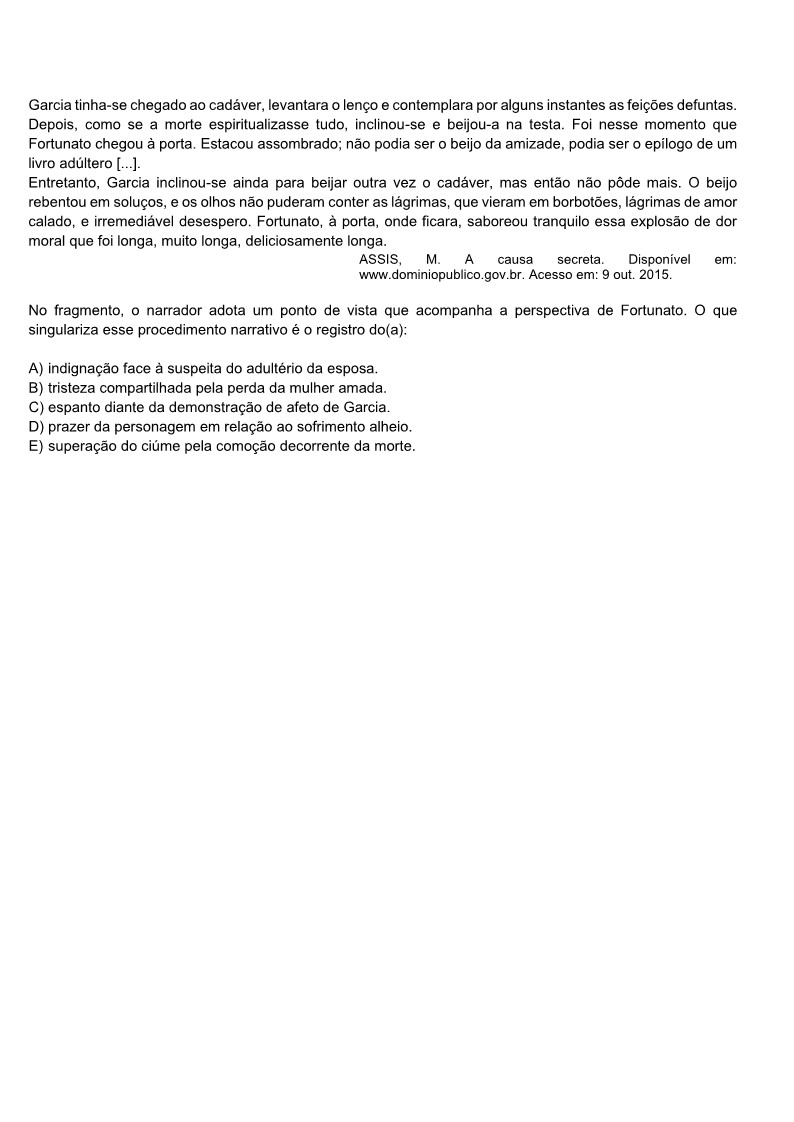 Garcia tinha-se chegado ao cadáver, levantara o lenço e contemplara por alguns instantes as feições defuntas.
Depois, como se a morte espiritualizasse tudo, inclinou-se e beijou-a na testa. Foi nesse momento que
Fortunato chegou à porta. Estacou assombrado; não podia ser o beijo da amizade, podia ser o epílogo de um
livro adúltero [...].
Entretanto, Garcia inclinou-se ainda para beijar outra vez o cadáver, mas então não pôde mais. O beijo
rebentou em soluços, e os olhos não puderam conter as lágrimas, que vieram em borbotões, lágrimas de amor
calado, e irremediável desespero. Fortunato, à porta, onde ficara, saboreou tranquilo essa explosão de dor
moral que foi longa, muito longa, deliciosamente longa.
ASSIS, M. A causa secreta. Disponível em:
www.dominiopublico.gov.br. Acesso em: 9 out. 2015.
No fragmento, o narrador adota um ponto de vista que acompanha a perspectiva de Fortunato. O que
singulariza esse procedimento narrativo é o registro do(a):
A) indignação face à suspeita do adultério da esposa.
B) tristeza compartilhada pela perda da mulher amada.
C) espanto diante da demonstração de afeto de Garcia.
D) prazer da personagem em relação ao sofrimento alheio.
E) superação do ciúme pela comoção decorrente da morte.